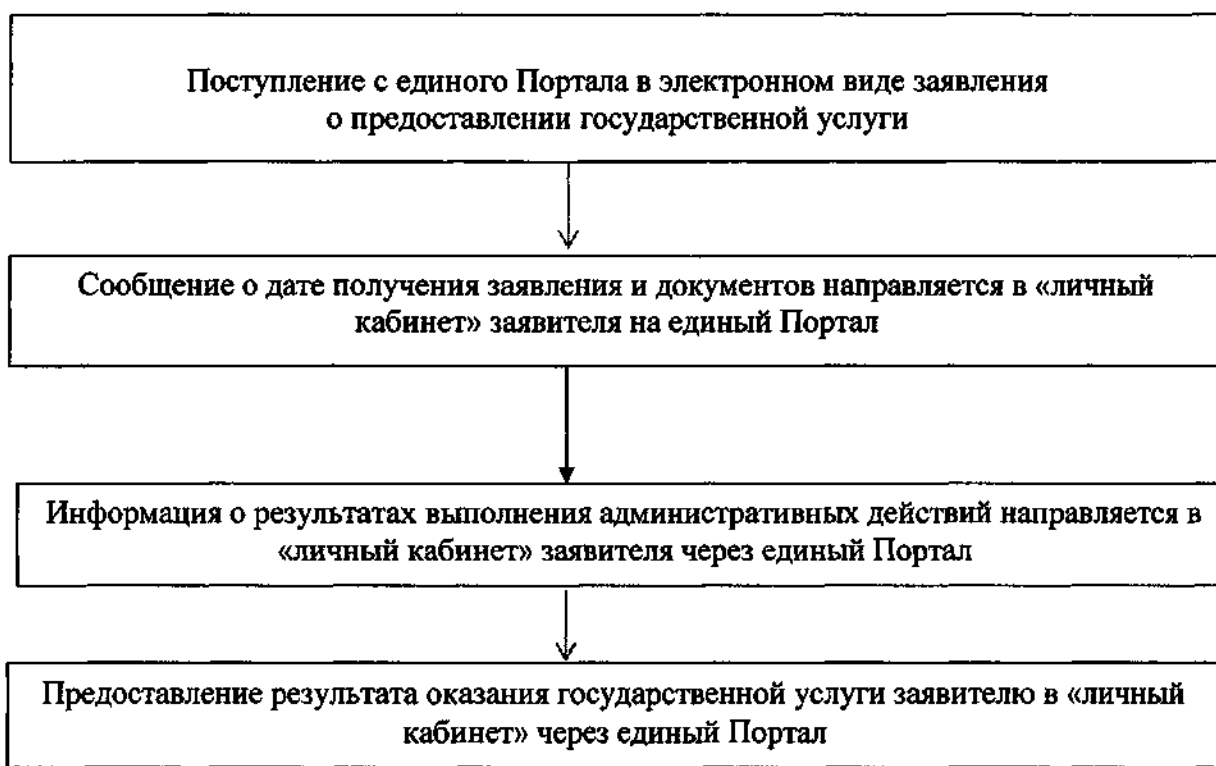 Поступление с единого Портала в электронном виде заявления
о предоставлении государственной услуги
Сообщение о дате получения заявления и документов направляется в «личный
кабинет» заявителя на единый Портал
Информация о результатах выполнения административных действий направляется в
«личный кабинет» заявителя через единый Портал
Предоставление результата оказания государственной услуги заявителю в «личный
кабинет» через единый Портал